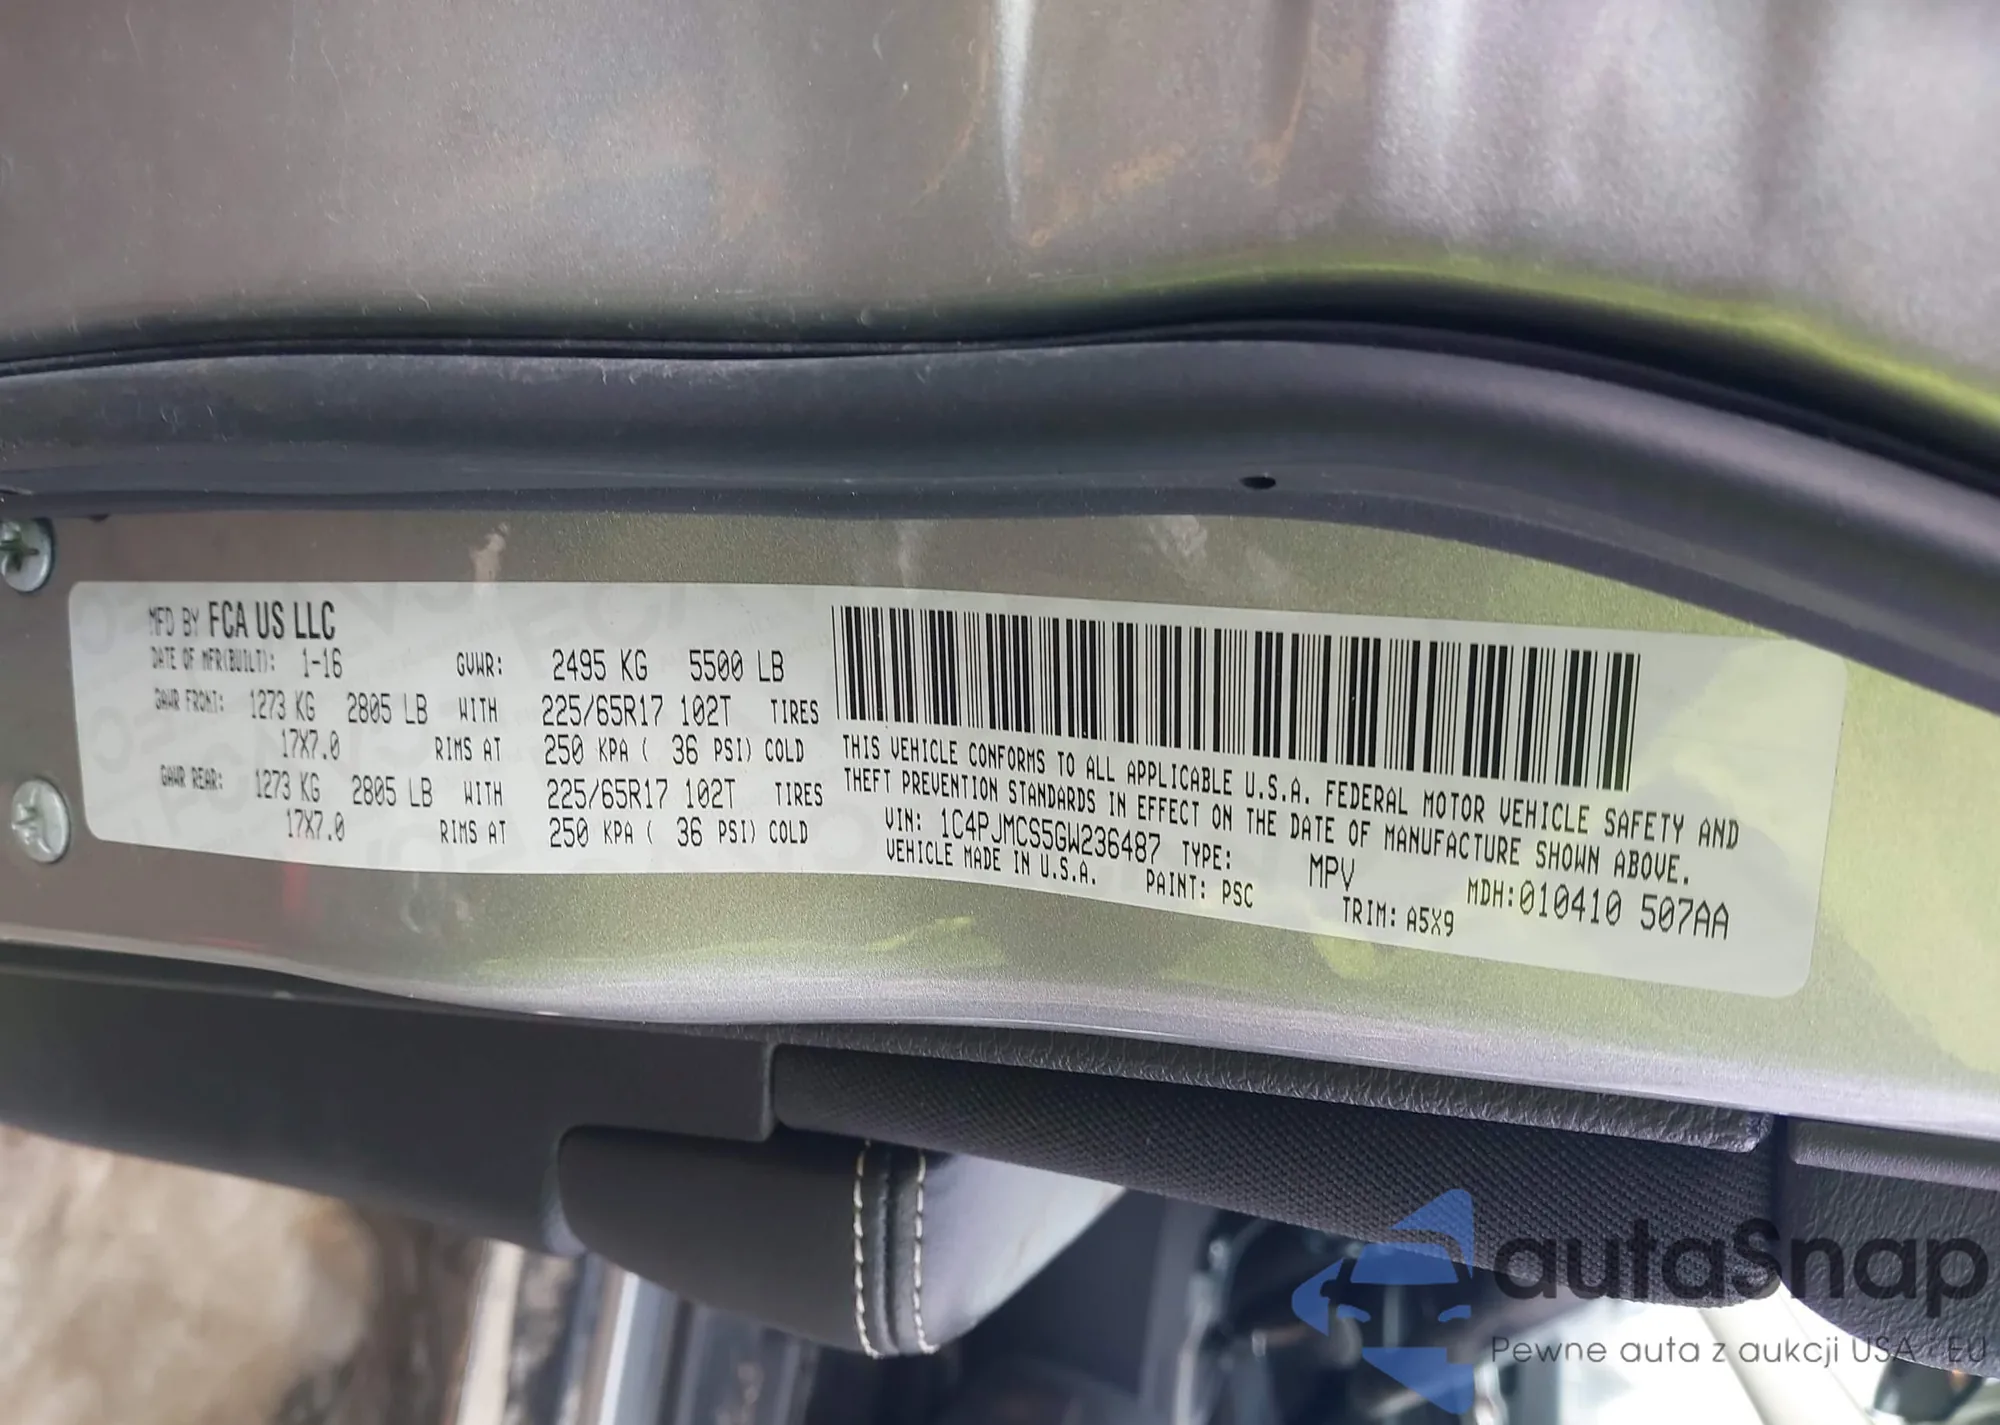 MFD BY FCA US LLC
DATE OF MFR(BUILT): 1-16 GVWR: 2495 KG 5500 LB
GAWR FRONT: 1273 KG 2805 LB WITH 225/65R17 102T TIRES
17X7.0 RIMS AT 250 KPA ( 36 PSI) COLD
GAWR REAR: 1273 KG 2805 LB WITH 225/65R17 102T TIRES
17X7.0 RIMS AT 250 KPA ( 36 PSI) COLD
THIS VEHICLE CONFORMS TO ALL APPLICABLE U.S.A. FEDERAL MOTOR VEHICLE SAFETY AND
THEFT PREVENTION STANDARDS IN EFFECT ON THE DATE OF MANUFACTURE SHOWN ABOVE.
VIN: 1C4PJMCS5GW236487 TYPE: MPV MDH:010410 507AA
VEHICLE MADE IN U.S.A. PAINT: PSC TRIM: A5X9
autaSnap
Pewne auta z aukcji USA i EU